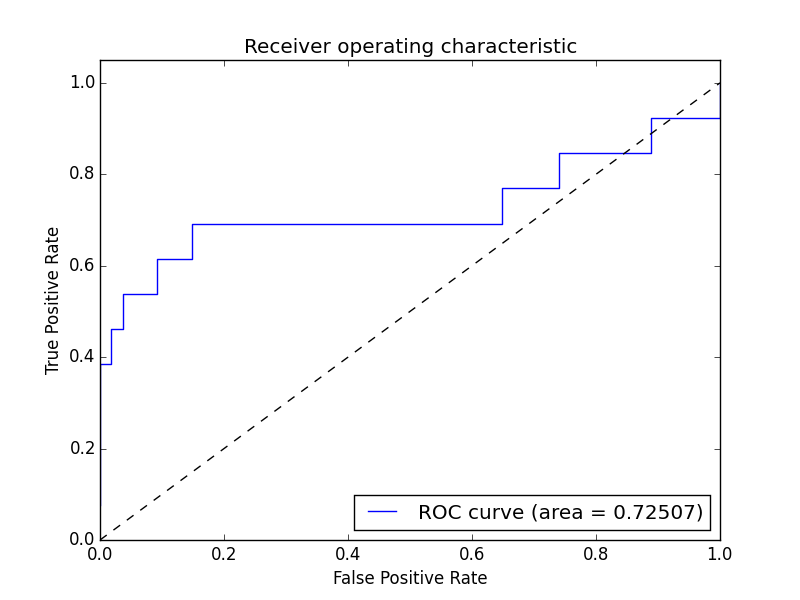 Receiver operating characteristic
True Positive Rate
1.0
0.8
0.6
0.4
0.2
0.0
0.0 0.2 0.4 0.6 0.8 1.0
False Positive Rate
ROC curve (area = 0.72507)